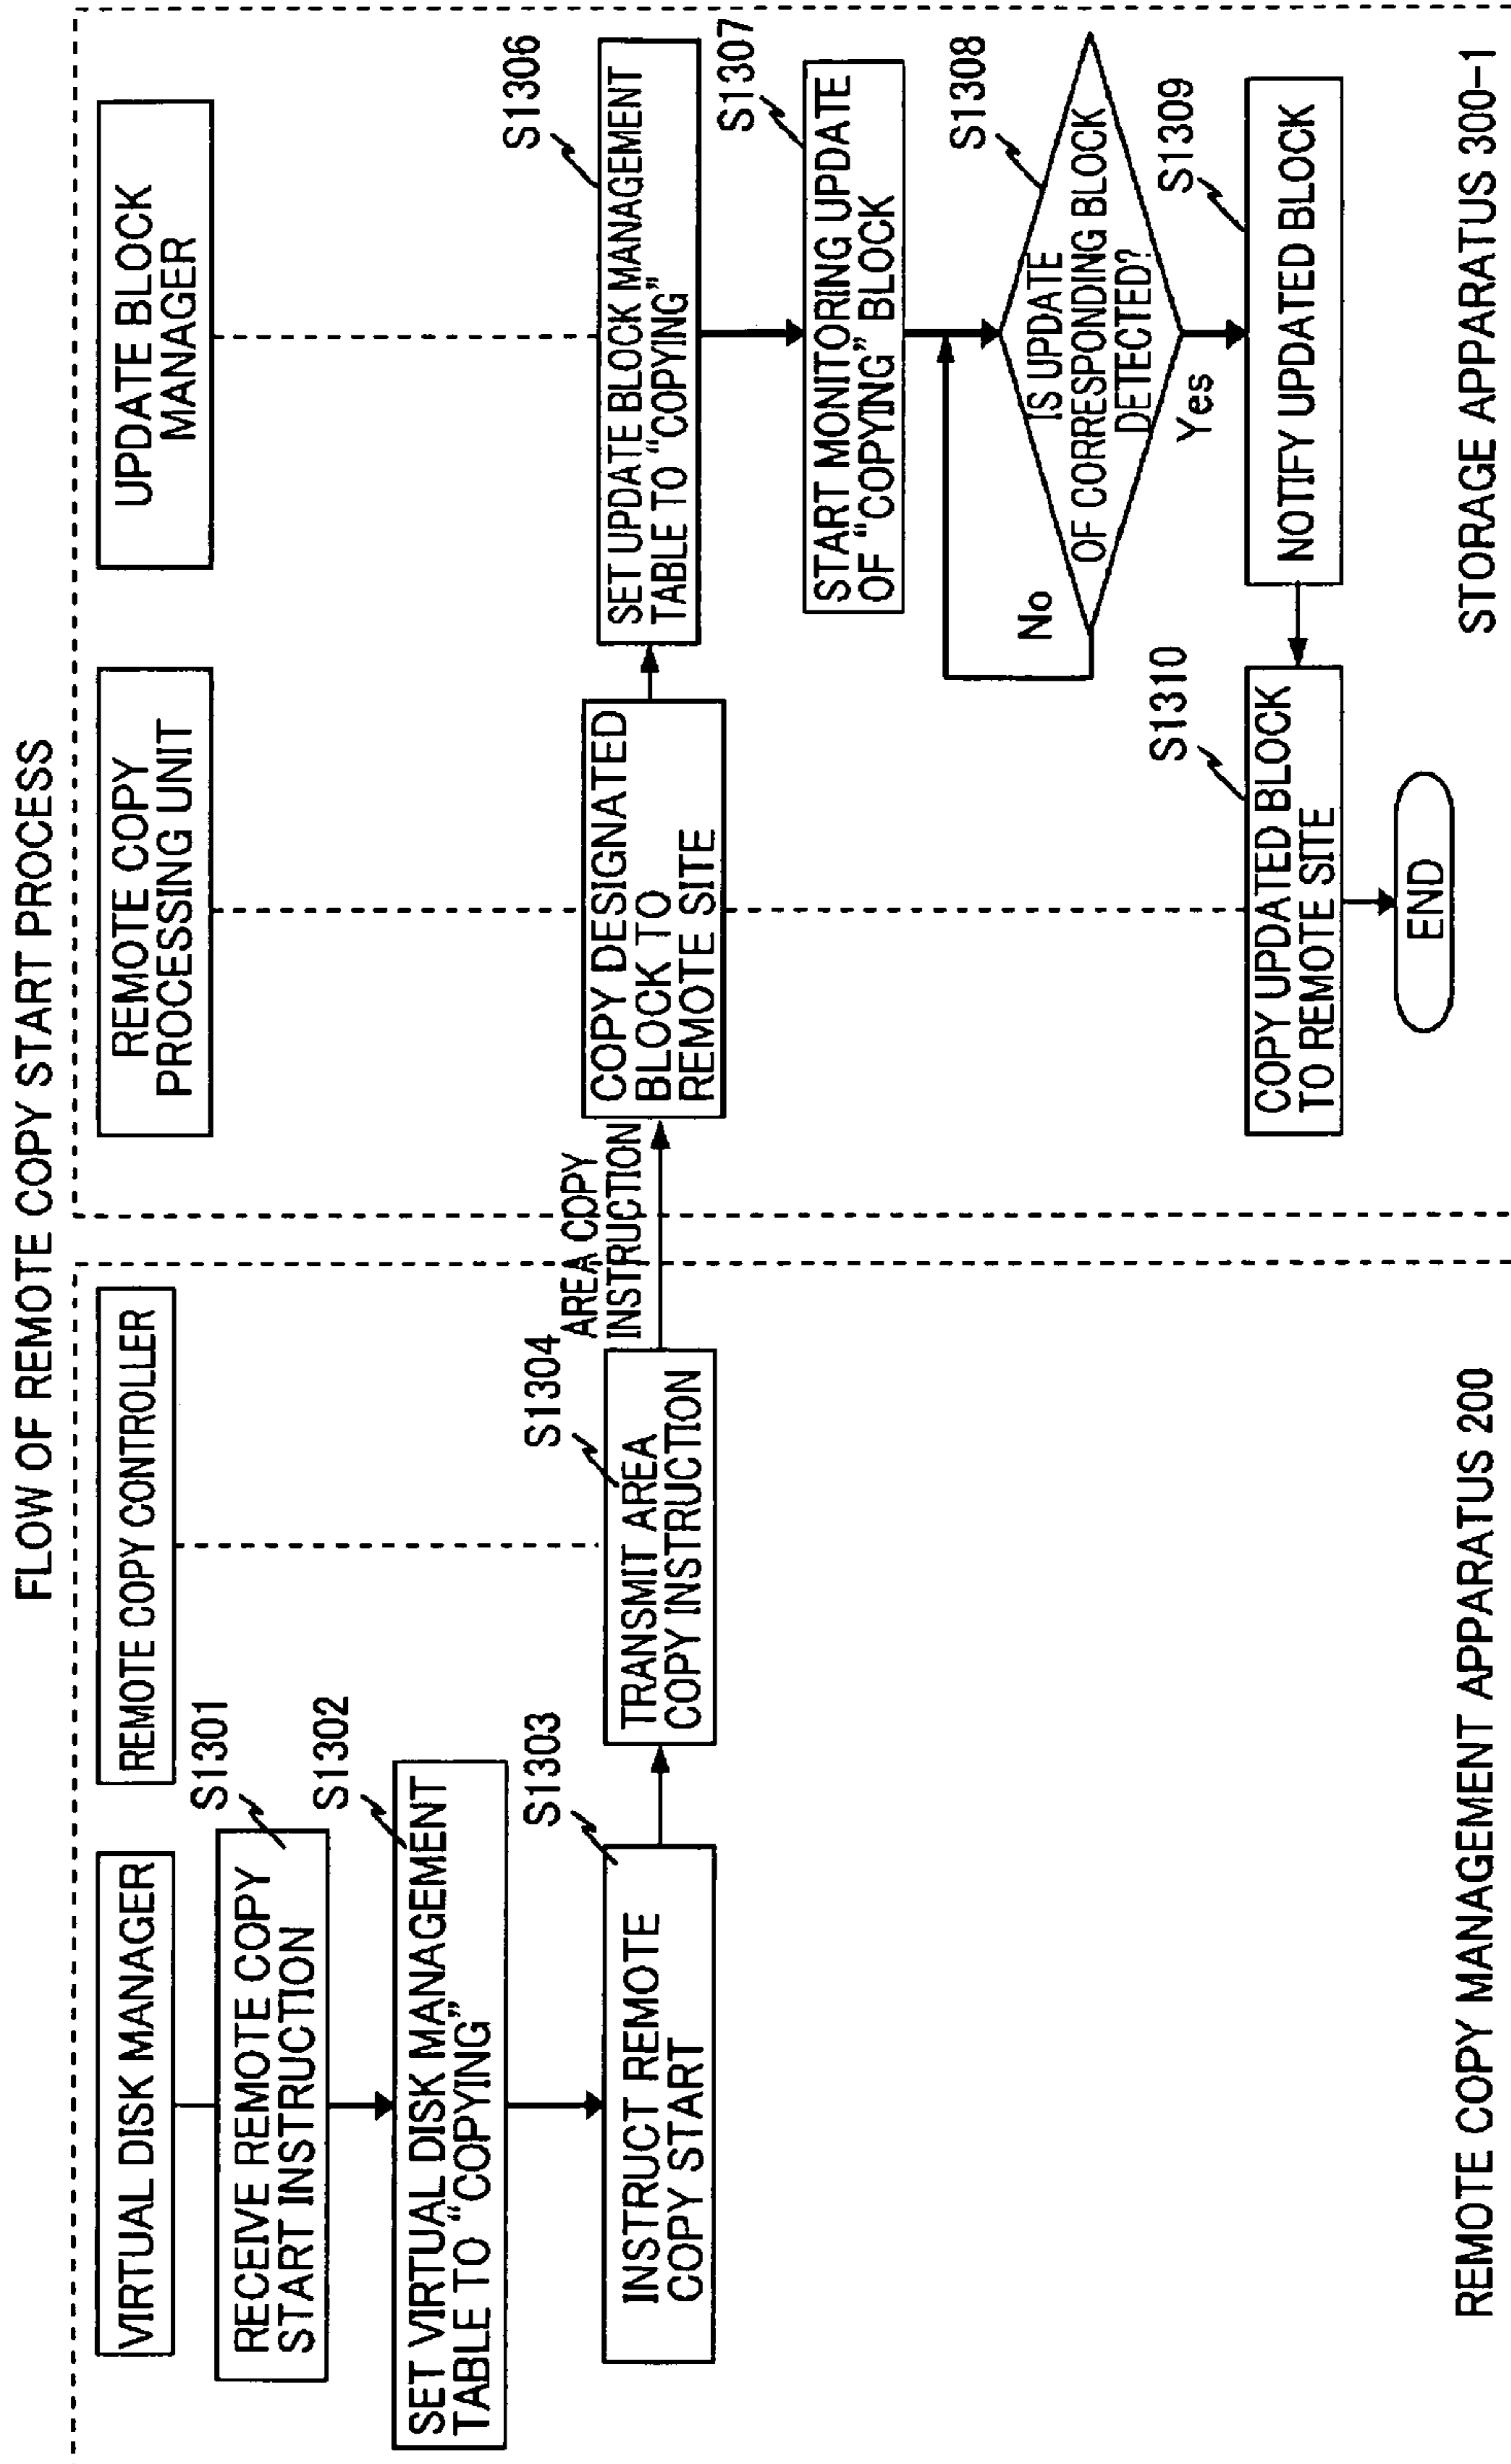 FLOW OF REMOTE COPY START PROCESS
VIRTUAL DISK MANAGER
REMOTE COPY CONTROLLER
REMOTE COPY
PROCESSING UNIT
UPDATE BLOCK
MANAGER
S1301
RECEIVE REMOTE COPY
START INSTRUCTION
S1302
SET VIRTUAL DISK MANAGEMENT
TABLE TO “COPYING”
S1303
INSTRUCT REMOTE
COPY START
S1304
TRANSMIT AREA
COPY INSTRUCTION
AREA COPY
INSTRUCTION
COPY DESIGNATED
BLOCK TO
REMOTE SITE
S1306
SET UPDATE BLOCK MANAGEMENT
TABLE TO “COPYING”
S1307
START MONITORING UPDATE
OF “COPYING” BLOCK
S1308
IS UPDATE
OF CORRESPONDING BLOCK
DETECTED?
No
Yes
S1309
NOTIFY UPDATED BLOCK
S1310
COPY UPDATED BLOCK
TO REMOTE SITE
END
REMOTE COPY MANAGEMENT APPARATUS 200
STORAGE APPARATUS 300-1